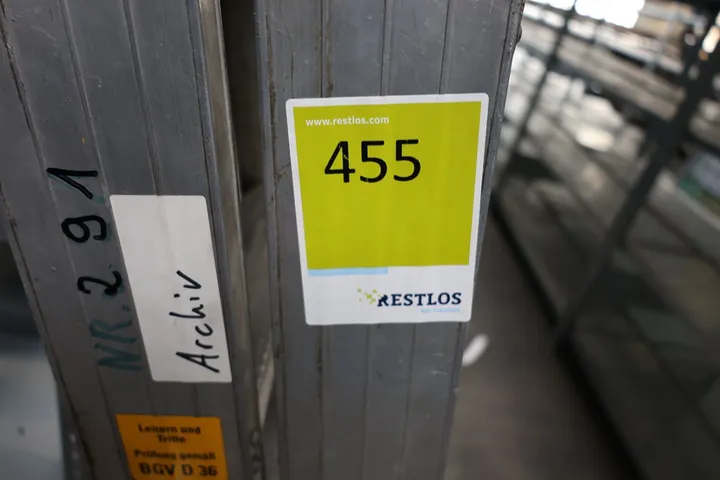 NR. 291
Archiv
Leitern und
Tritte
Prüfung gemäß
BGV D 36
www.restlos.com
455
RESTLOS